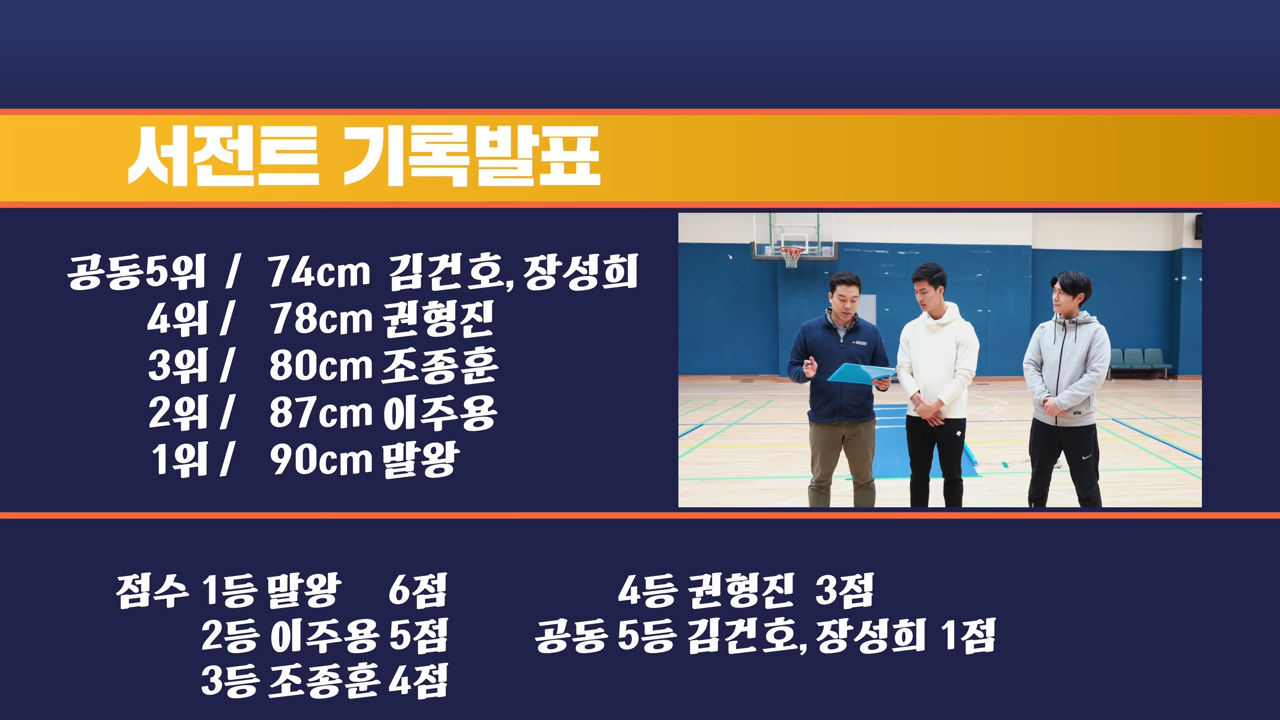 서전트 기록발표
공동5위 / 74cm 김건호, 장성희
4위 / 78cm 권형진
3위 / 80cm 조종훈
2위 / 87cm 이주용
1위 / 90cm 말왕
점수 1등 말왕 6점
2등 이주용 5점
3등 조종훈 4점
4등 권형진 3점
공동 5등 김건호, 장성희 1점